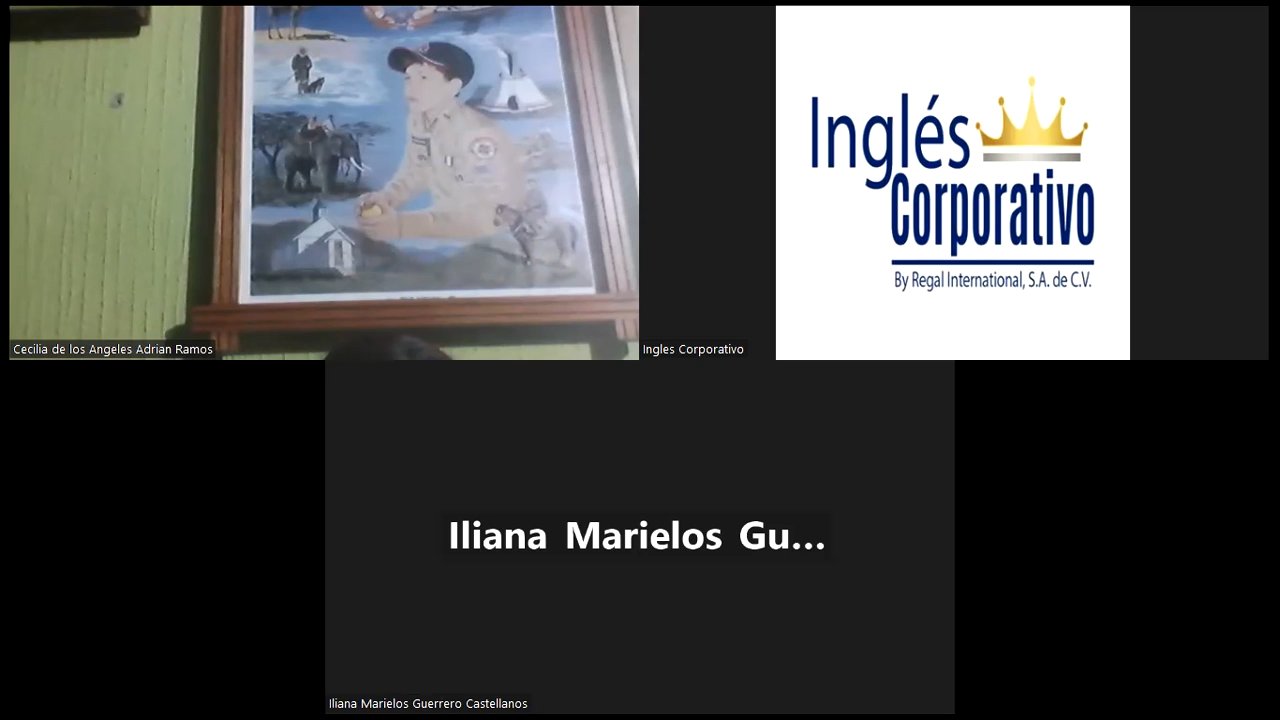 Cecilia de los Angeles Adrian Ramos
Inglés
Corporativo
By Regal International, S.A. de C.V.
Ingles Corporativo
Iliana Marielos Gu...
Iliana Marielos Guerrero Castellanos